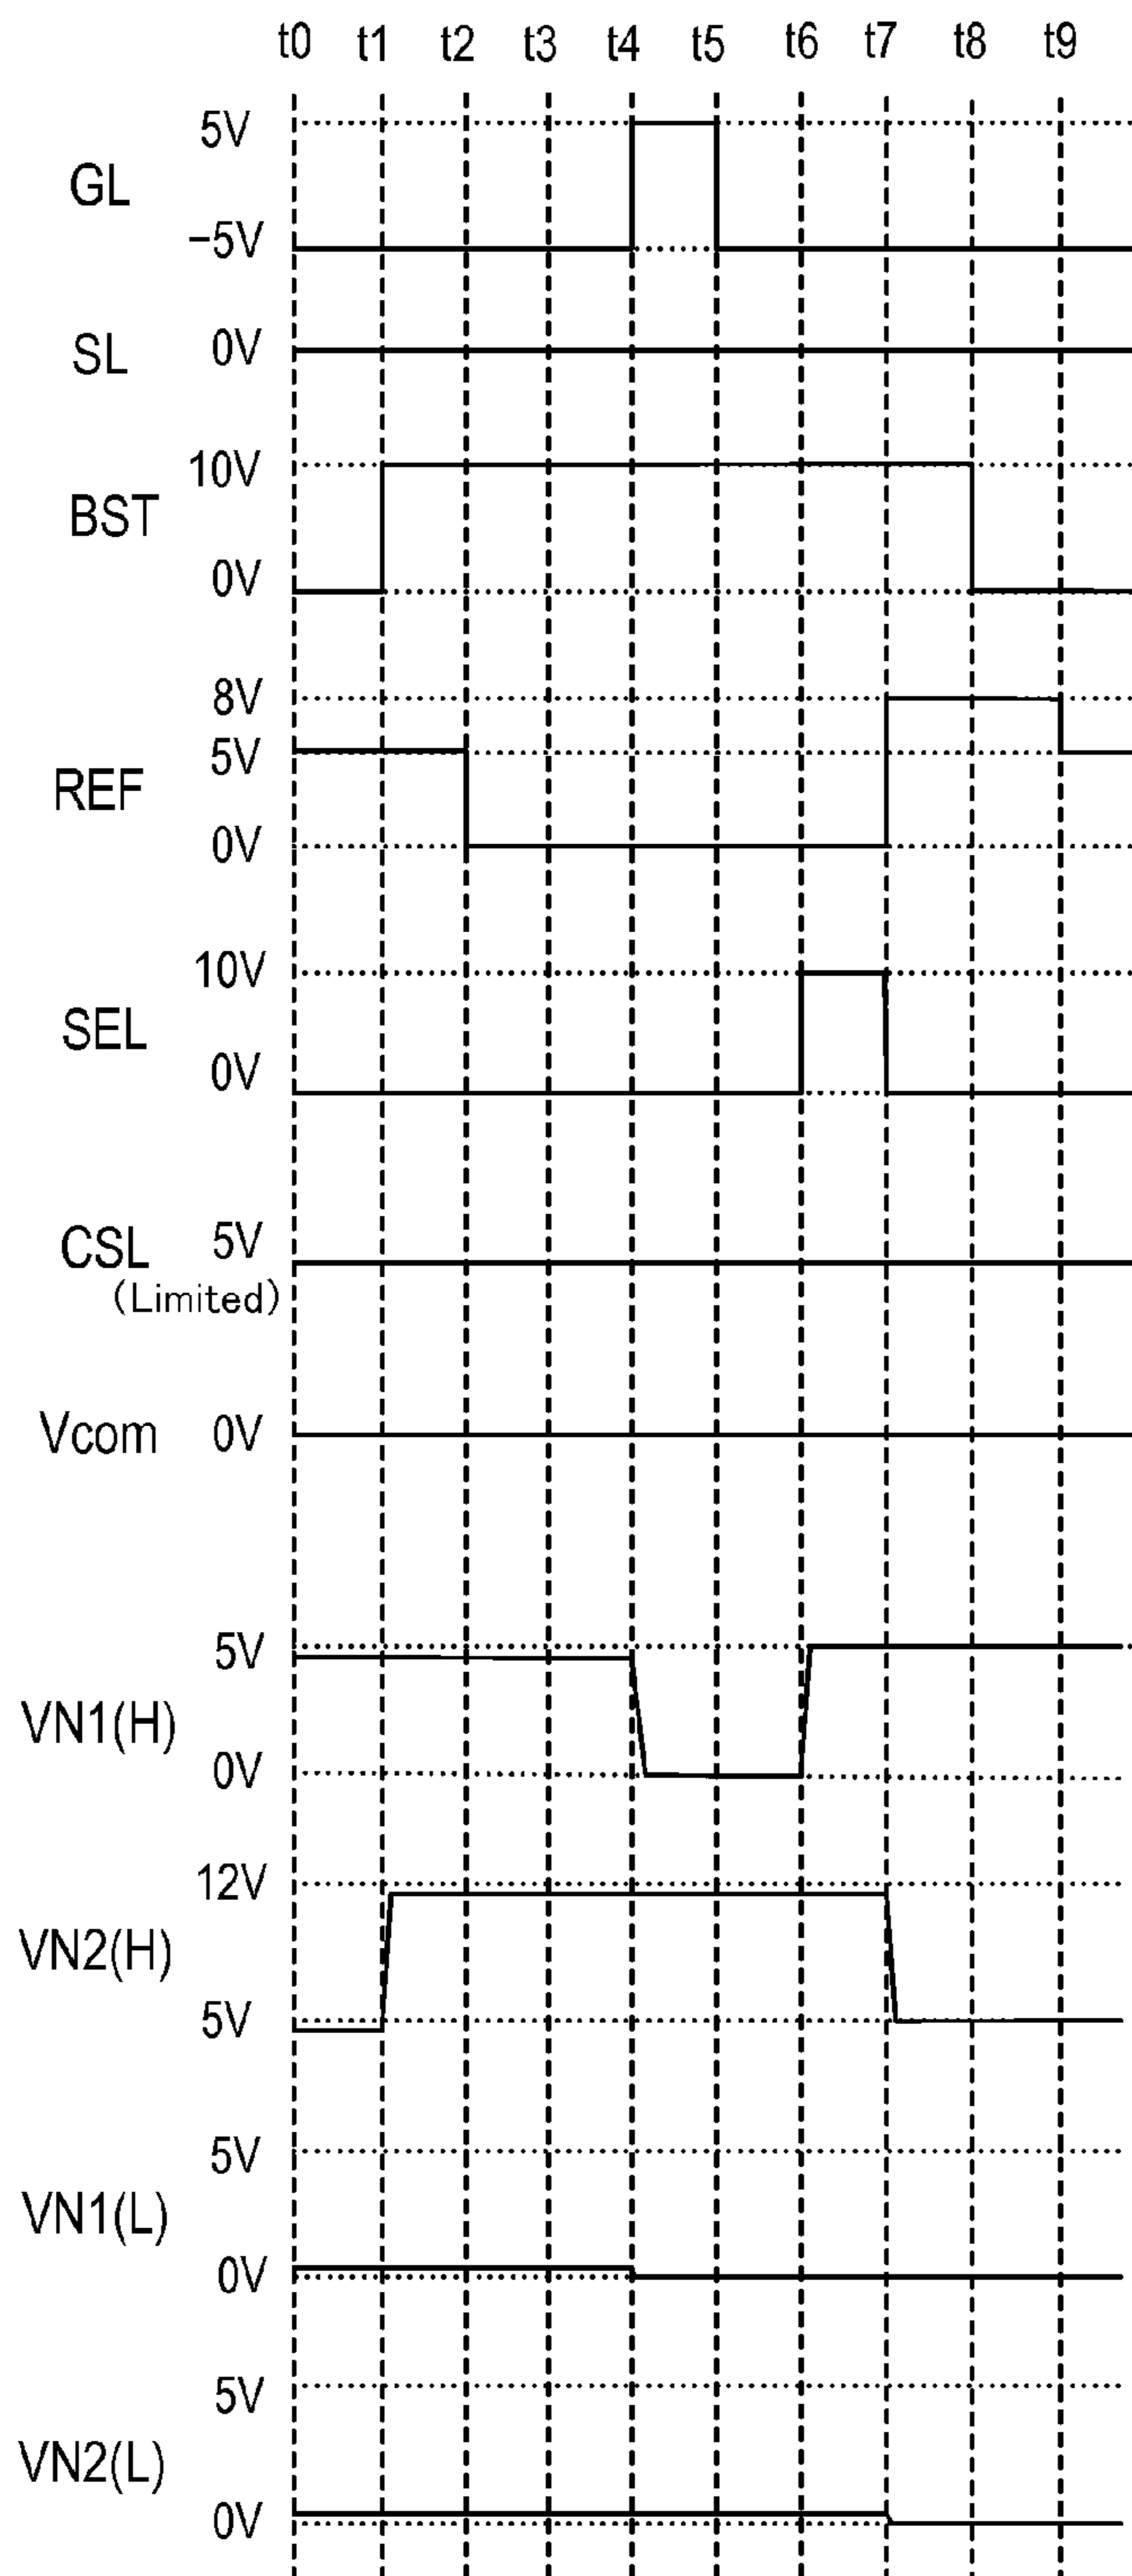 t0 t1 t2 t3 t4 t5 t6 t7 t8 t9
5V
GL
−5V
SL 0V
10V
BST
0V
8V
5V
REF
0V
10V
SEL
0V
CSL 5V
(Limited)
Vcom 0V
5V
VN1(H)
0V
12V
VN2(H)
5V
5V
VN1(L)
0V
5V
VN2(L)
0V